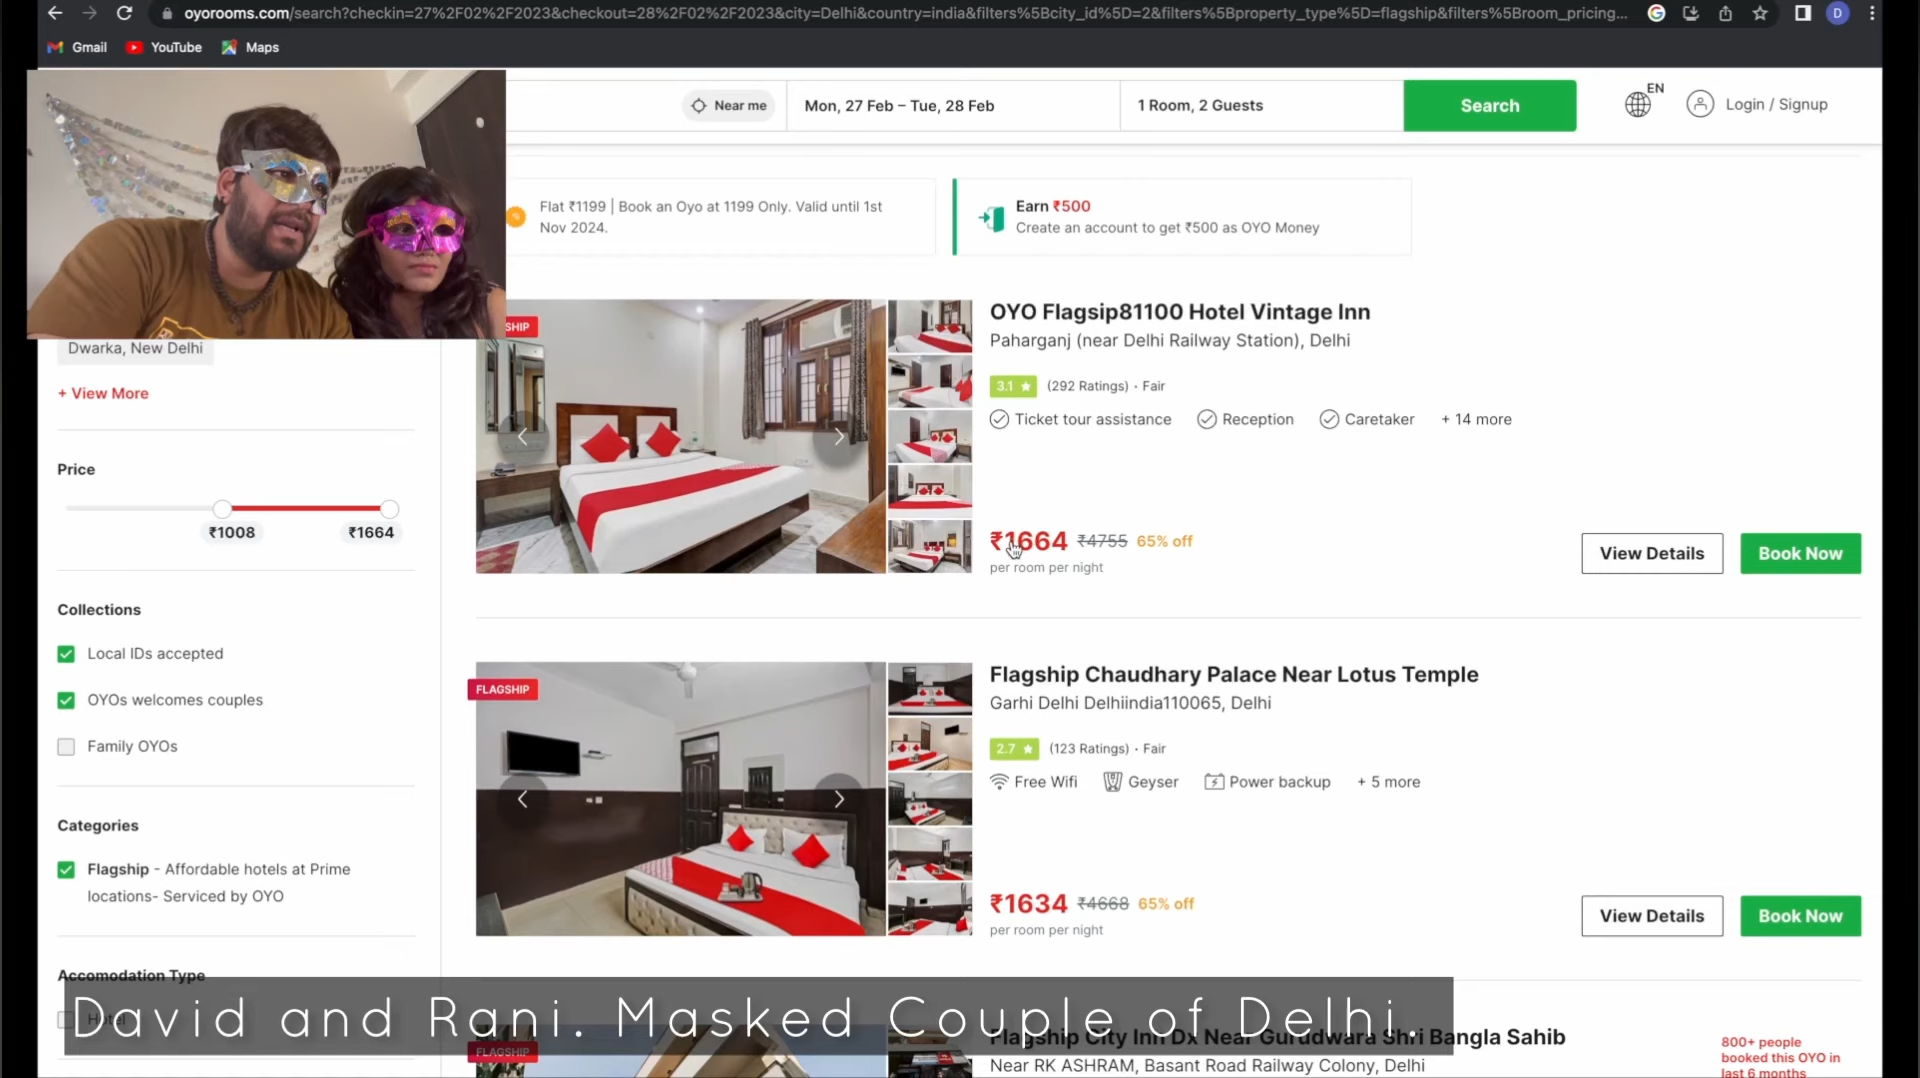 oyorooms.com/search?checkin=27%2F02%2F2023&checkout=28%2F02%2F2023&city=Delhi&country=india&filters%5Bcity_id%5D=2&filters%5Bproperty_type%5D=flagship&filters%5Broom_pricing...
D
Gmail
YouTube
Maps
Near me
Mon, 27 Feb – Tue, 28 Feb
1 Room, 2 Guests
Search
EN
Login / Signup
Flat ₹1199 | Book an Oyo at 1199 Only. Valid until 1st
Nov 2024.
Earn ₹500
Create an account to get ₹500 as OYO Money
Dwarka, New Delhi
+ View More
Price
₹1008
₹1664
Collections
Local IDs accepted
OYOs welcomes couples
Family OYOs
Categories
Flagship - Affordable hotels at Prime
locations- Serviced by OYO
Accomodation Type
Hotel
SHIP
OYO Flagsip81100 Hotel Vintage Inn
Paharganj (near Delhi Railway Station), Delhi
3.1 ★ (292 Ratings) · Fair
Ticket tour assistance
Reception
Caretaker
+ 14 more
₹1664 ₹4755 65% off
per room per night
View Details
Book Now
FLAGSHIP
Flagship Chaudhary Palace Near Lotus Temple
Garhi Delhi Delhiindia110065, Delhi
2.7 ★ (123 Ratings) · Fair
Free Wifi
Geyser
Power backup
+ 5 more
₹1634 ₹4668 65% off
per room per night
View Details
Book Now
FLAGSHIP
Flagship City Inn Dx Near Gurudwara Shri Bangla Sahib
Near RK ASHRAM, Basant Road Railway Colony, Delhi
800+ people
booked this OYO in
last 6 months
David and Rani. Masked Couple of Delhi.